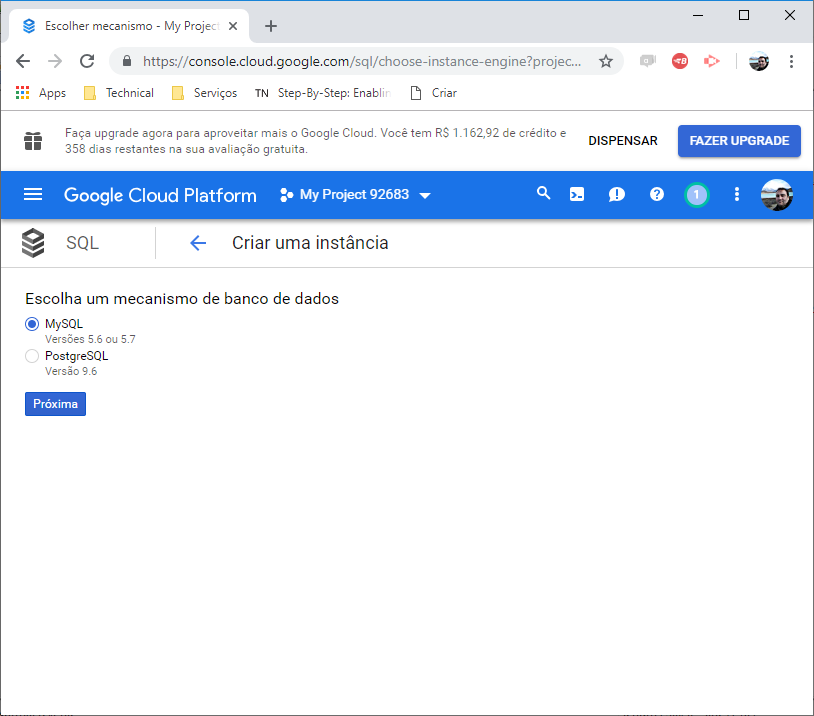 Escolher mecanismo - My Project
https://console.cloud.google.com/sql/choose-instance-engine?projec...
Apps
Technical
Serviços
TN Step-By-Step: Enablin
Criar
Faça upgrade agora para aproveitar mais o Google Cloud. Você tem R$ 1.162,92 de crédito e
358 dias restantes na sua avaliação gratuita.
DISPENSAR
FAZER UPGRADE
Google Cloud Platform
My Project 92683
1
SQL
Criar uma instância
Escolha um mecanismo de banco de dados
MySQL
Versões 5.6 ou 5.7
PostgreSQL
Versão 9.6
Próxima